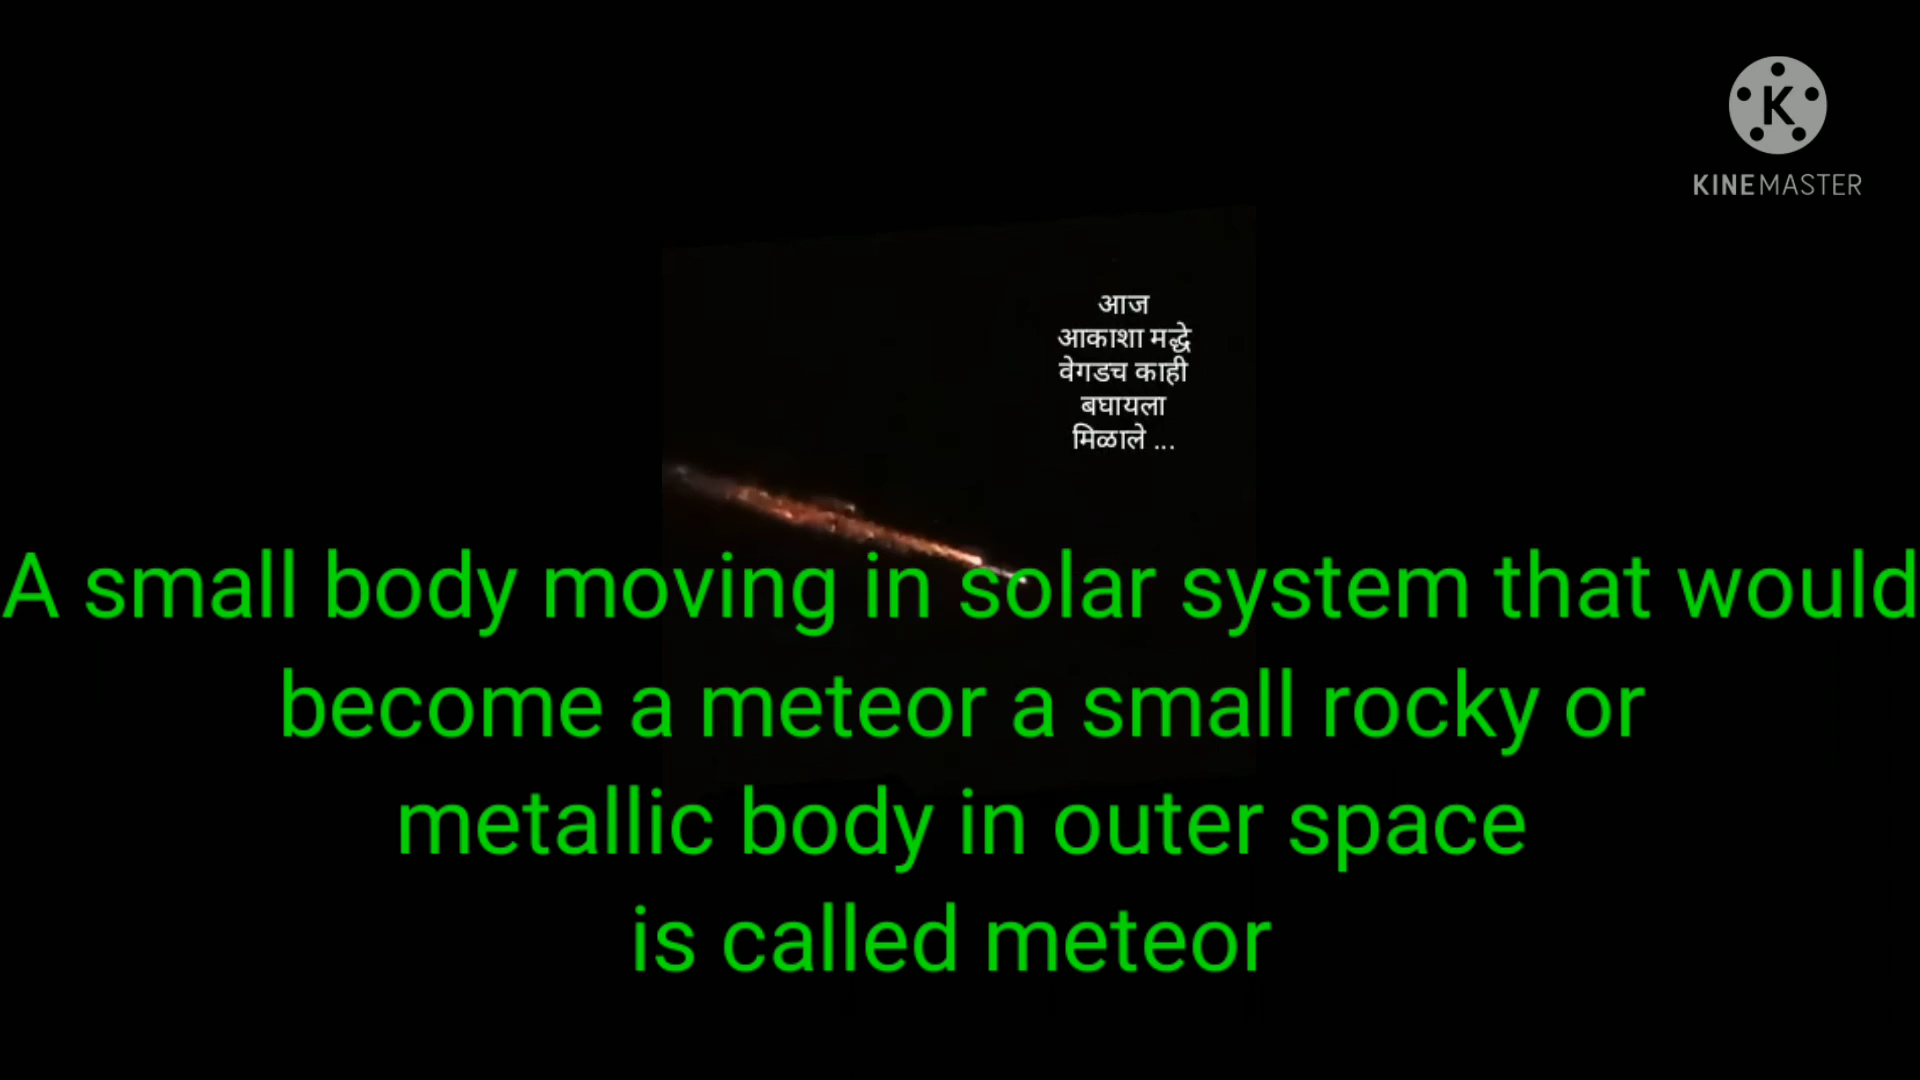 K
KINEMASTER
आज
आकाशा मद्धे
वेगडच काही
बघायला
मिळाले ...
A small body moving in solar system that would
become a meteor a small rocky or
metallic body in outer space
is called meteor